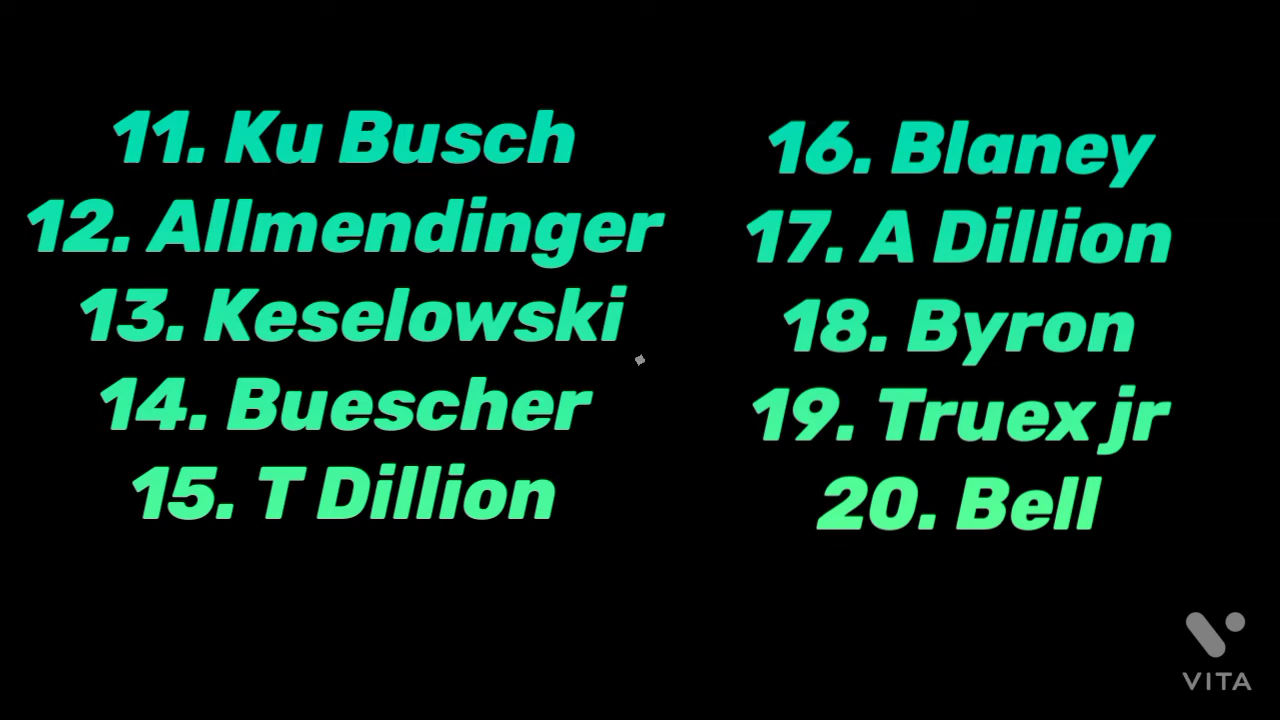 11. Ku Busch
12. Allmendinger
13. Keselowski
14. Buescher
15. T Dillion
16. Blaney
17. A Dillion
18. Byron
19. Truex jr
20. Bell
VITA